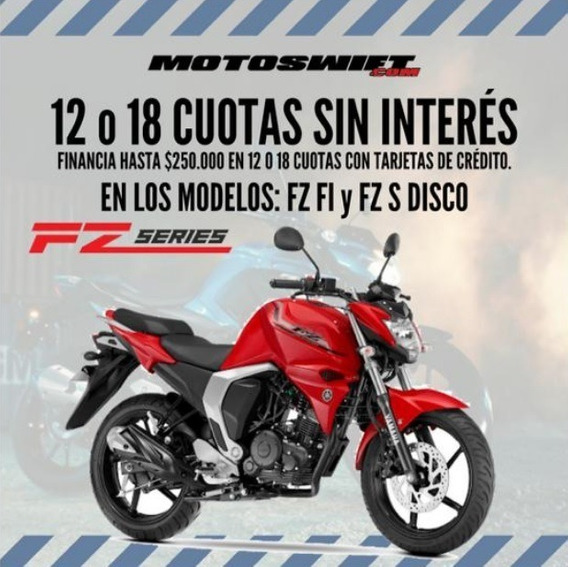 MOTOSWIFT
.COM
12 o 18 CUOTAS SIN INTERÉS
FINANCIA HASTA $250.000 EN 12 O 18 CUOTAS CON TARJETAS DE CRÉDITO.
EN LOS MODELOS: FZ FI y FZ S DISCO
FZ SERIES